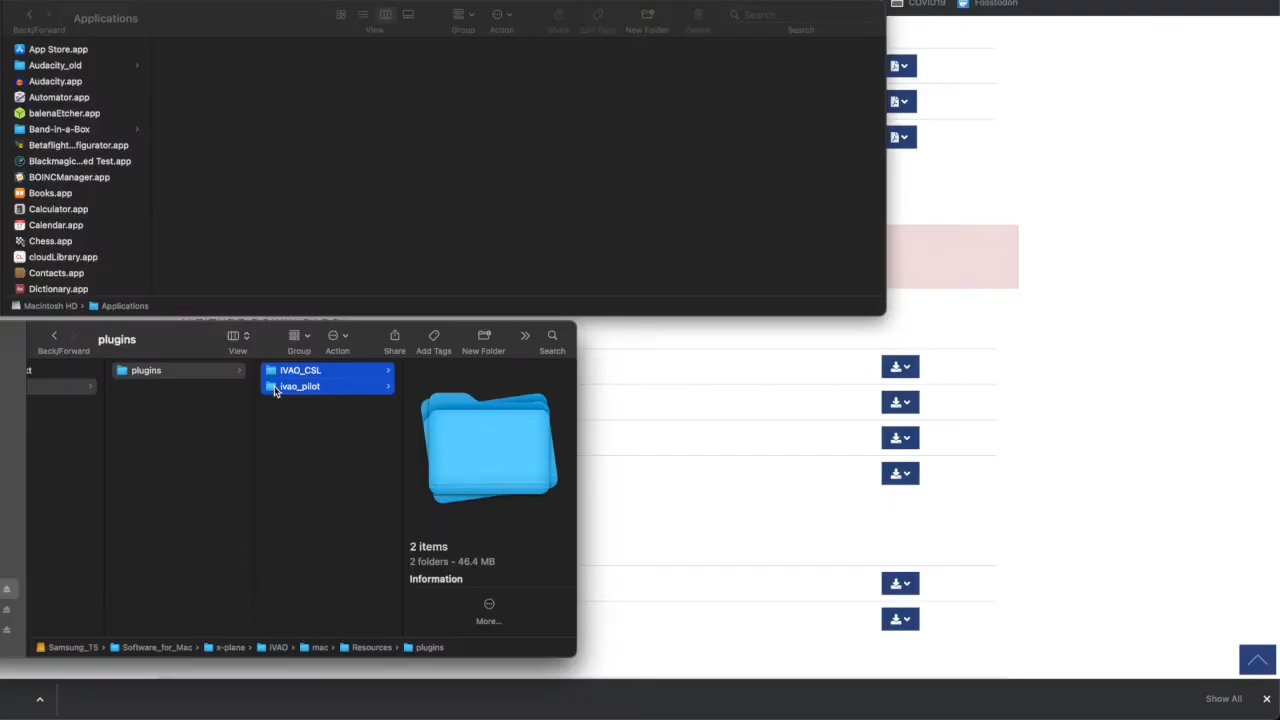 COVID19
Fosstodon
Applications
Back/Forward
View
Group
Action
Share
Edit Tags
New Folder
Delete
Search
Search
App Store.app
Audacity_old
Audacity.app
Automator.app
balenaEtcher.app
Band-in-a-Box
Betaflight...figurator.app
Blackmagic...ed Test.app
BOINCManager.app
Books.app
Calculator.app
Calendar.app
Chess.app
cloudLibrary.app
Contacts.app
Dictionary.app
Macintosh HD
Applications
plugins
Back/Forward
View
Group
Action
Share
Add Tags
New Folder
Search
plugins
IVAO_CSL
ivao_pilot
2 items
2 folders - 46.4 MB
Information
More...
Samsung_T5
Software_for_Mac
x-plane
IVAO
mac
Resources
plugins
Show All